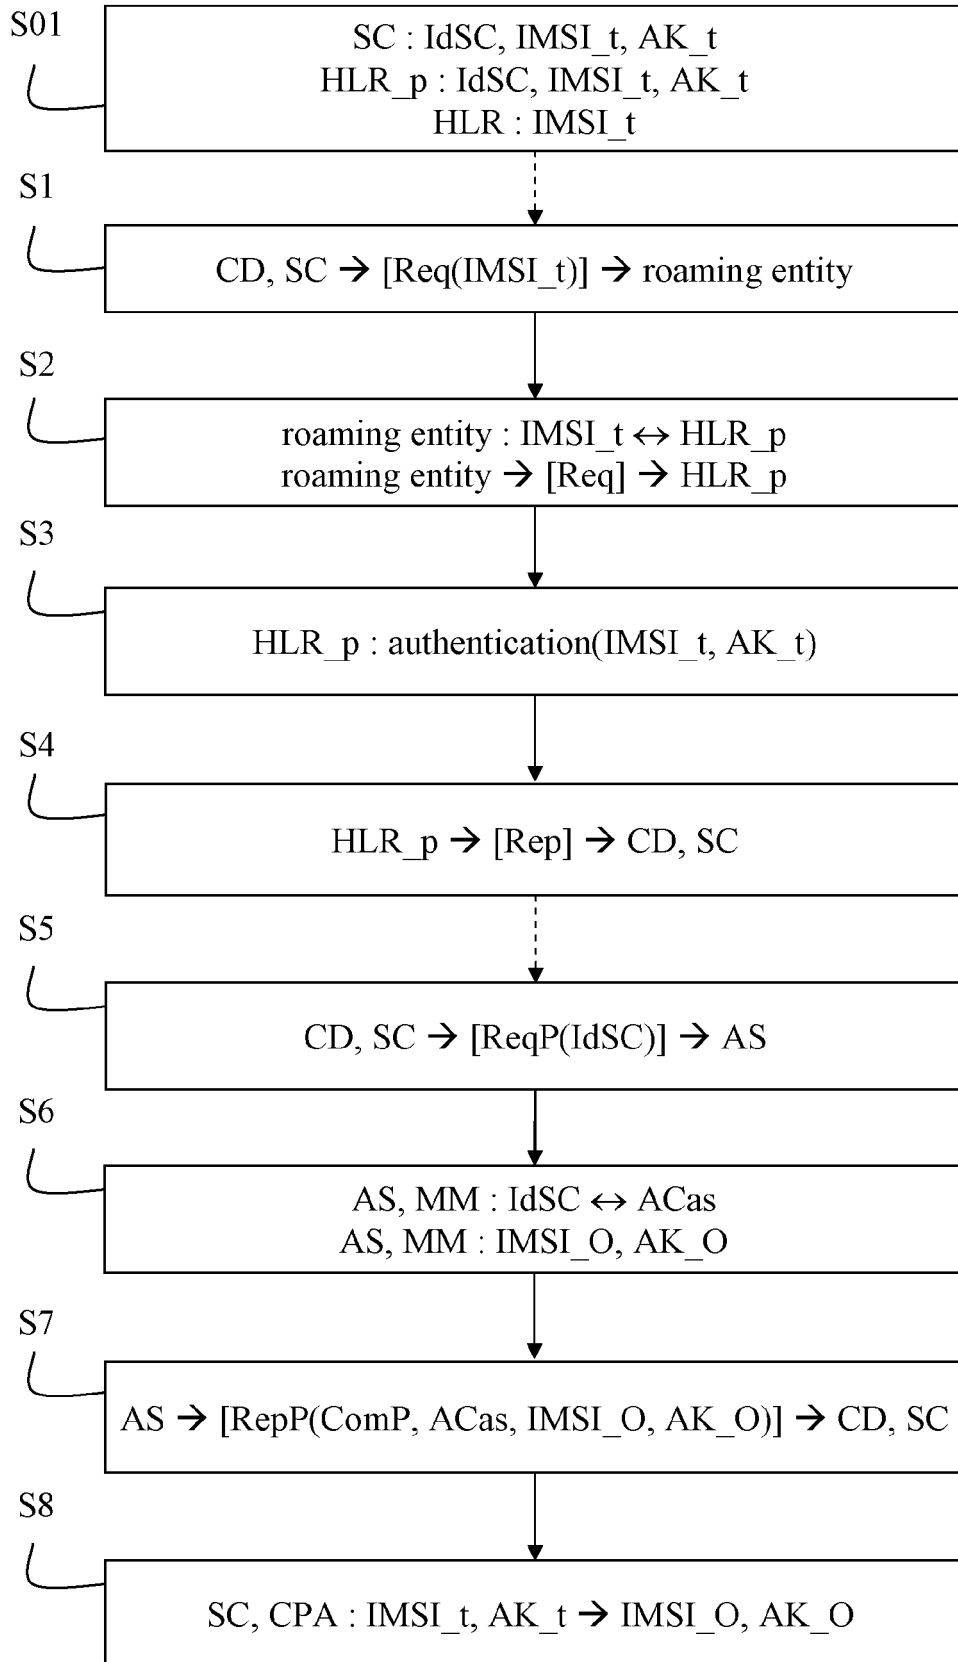 S01
SC : IdSC, IMSI_t, AK_t
HLR_p : IdSC, IMSI_t, AK_t
HLR : IMSI_t
S1
CD, SC → [Req(IMSI_t)] → roaming entity
S2
roaming entity : IMSI_t ↔ HLR_p
roaming entity → [Req] → HLR_p
S3
HLR_p : authentication(IMSI_t, AK_t)
S4
HLR_p → [Rep] → CD, SC
S5
CD, SC → [ReqP(IdSC)] → AS
S6
AS, MM : IdSC ↔ ACas
AS, MM : IMSI_O, AK_O
S7
AS → [RepP(ComP, ACas, IMSI_O, AK_O)] → CD, SC
S8
SC, CPA : IMSI_t, AK_t → IMSI_O, AK_O